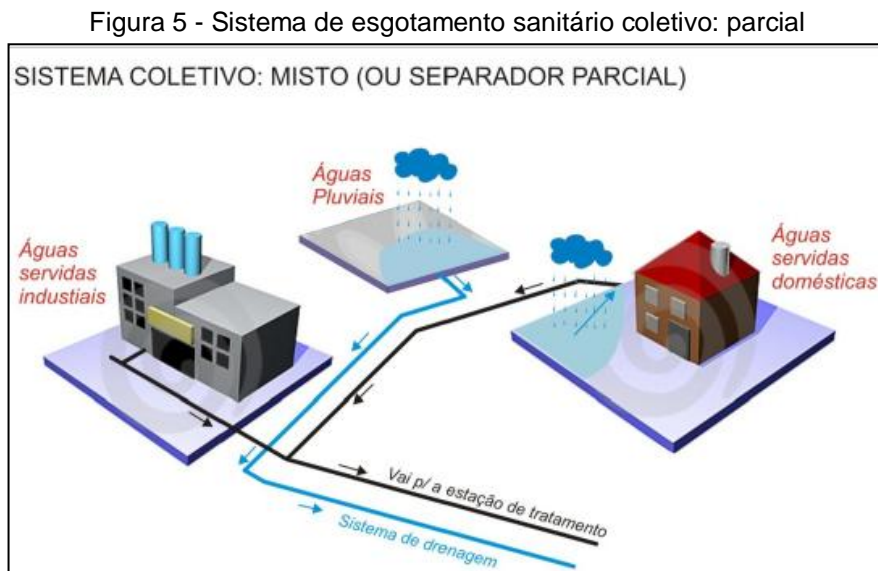 Figura 5 - Sistema de esgotamento sanitário coletivo: parcial
SISTEMA COLETIVO: MISTO (OU SEPARADOR PARCIAL)
Águas
Pluviais
Águas
servidas
industiais
Águas
servidas
domésticas
Vai p/ a estação de tratamento
Sistema de drenagem